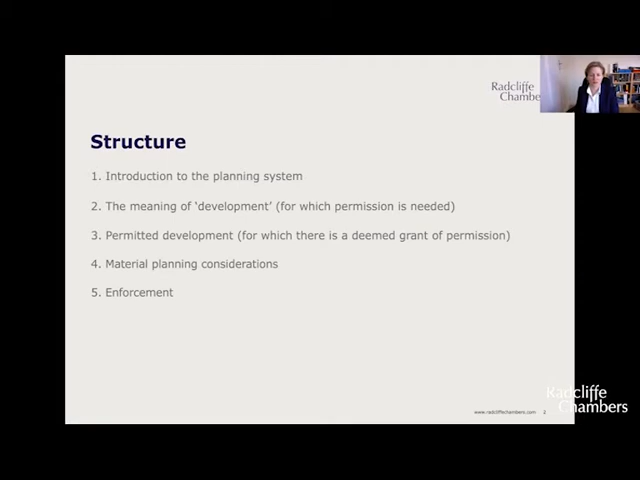 Radcliffe
Chambe
Structure
1. Introduction to the planning system
2. The meaning of ‘development’ (for which permission is needed)
3. Permitted development (for which there is a deemed grant of permission)
4. Material planning considerations
5. Enforcement
Radcliffe
Chambers
www.radcliffechambers.com 2